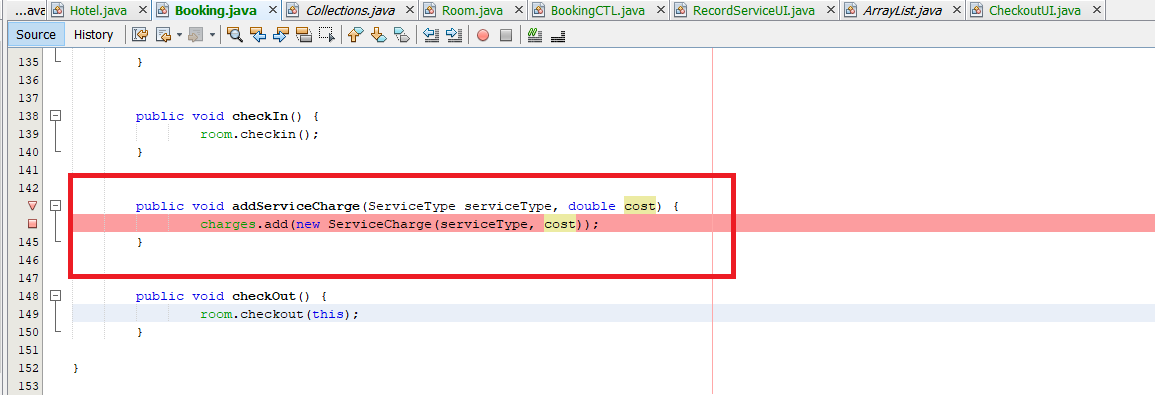 ...ava Hotel.java Booking.java Collections.java Room.java BookingCTL.java RecordServiceUI.java ArrayList.java CheckoutUI.java
Source History
135 }
136
137
138 public void checkIn() {
139 room.checkin();
140 }
141
142
public void addServiceCharge(ServiceType serviceType, double cost) {
charges.add(new ServiceCharge(serviceType, cost));
145 }
146
147
148 public void checkOut() {
149 room.checkout(this);
150 }
151
152 }
153